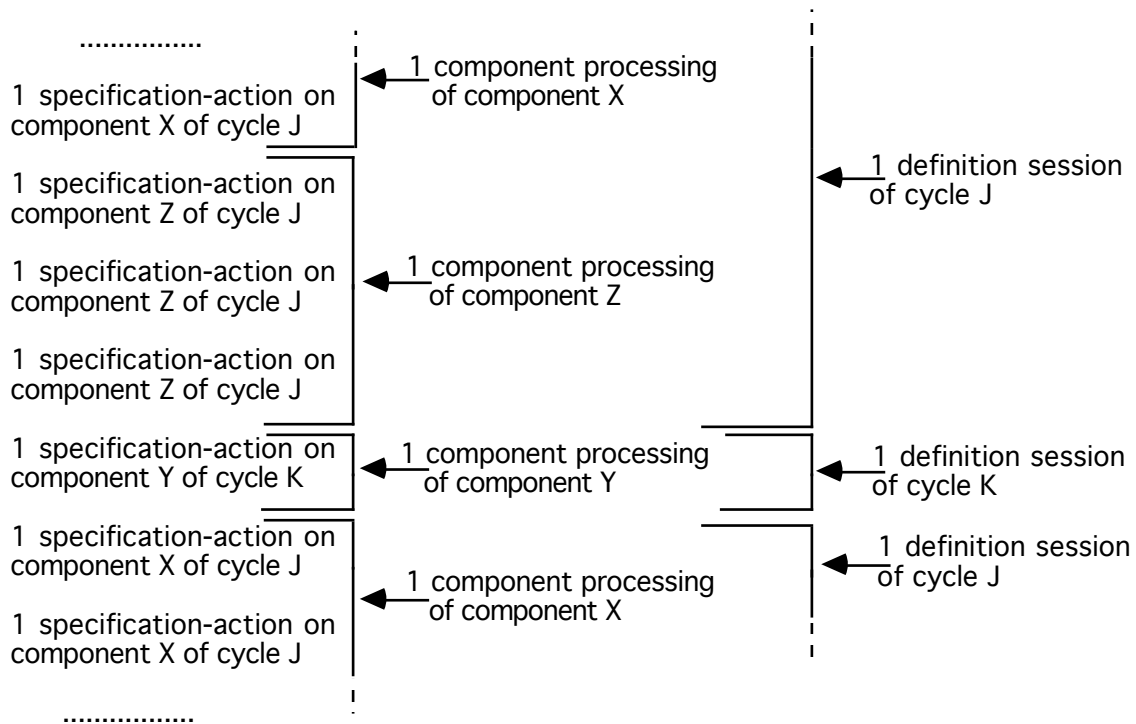 ................
1 specification-action on
component X of cycle J
1 component processing
of component X
1 specification-action on
component Z of cycle J
1 definition session
of cycle J
1 specification-action on
component Z of cycle J
1 component processing
of component Z
1 specification-action on
component Z of cycle J
1 specification-action on
component Y of cycle K
1 component processing
of component Y
1 definition session
of cycle K
1 specification-action on
component X of cycle J
1 component processing
of component X
1 definition session
of cycle J
1 specification-action on
component X of cycle J
.................